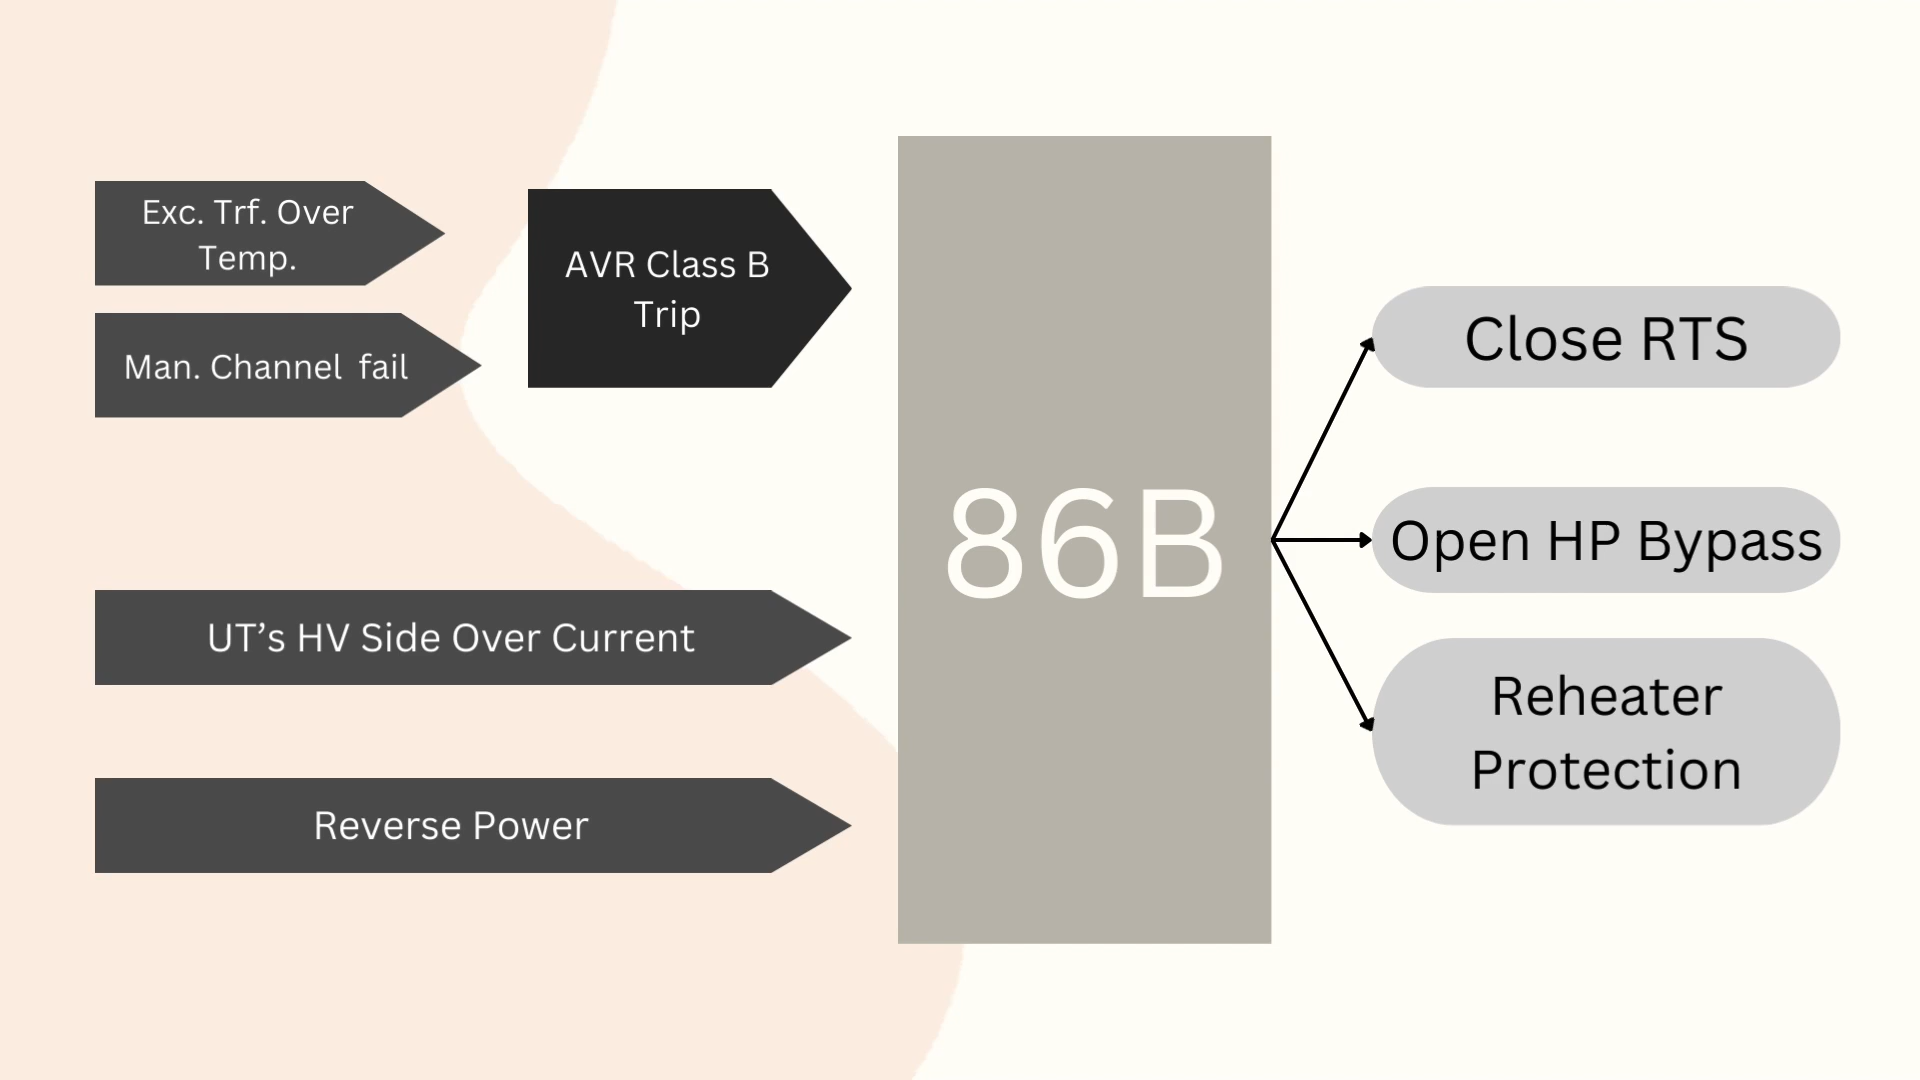 Exc. Trf. Over
Temp.
Man. Channel  fail
AVR Class B
Trip
UT’s HV Side Over Current
Reverse Power
86B
Close RTS
Open HP Bypass
Reheater
Protection